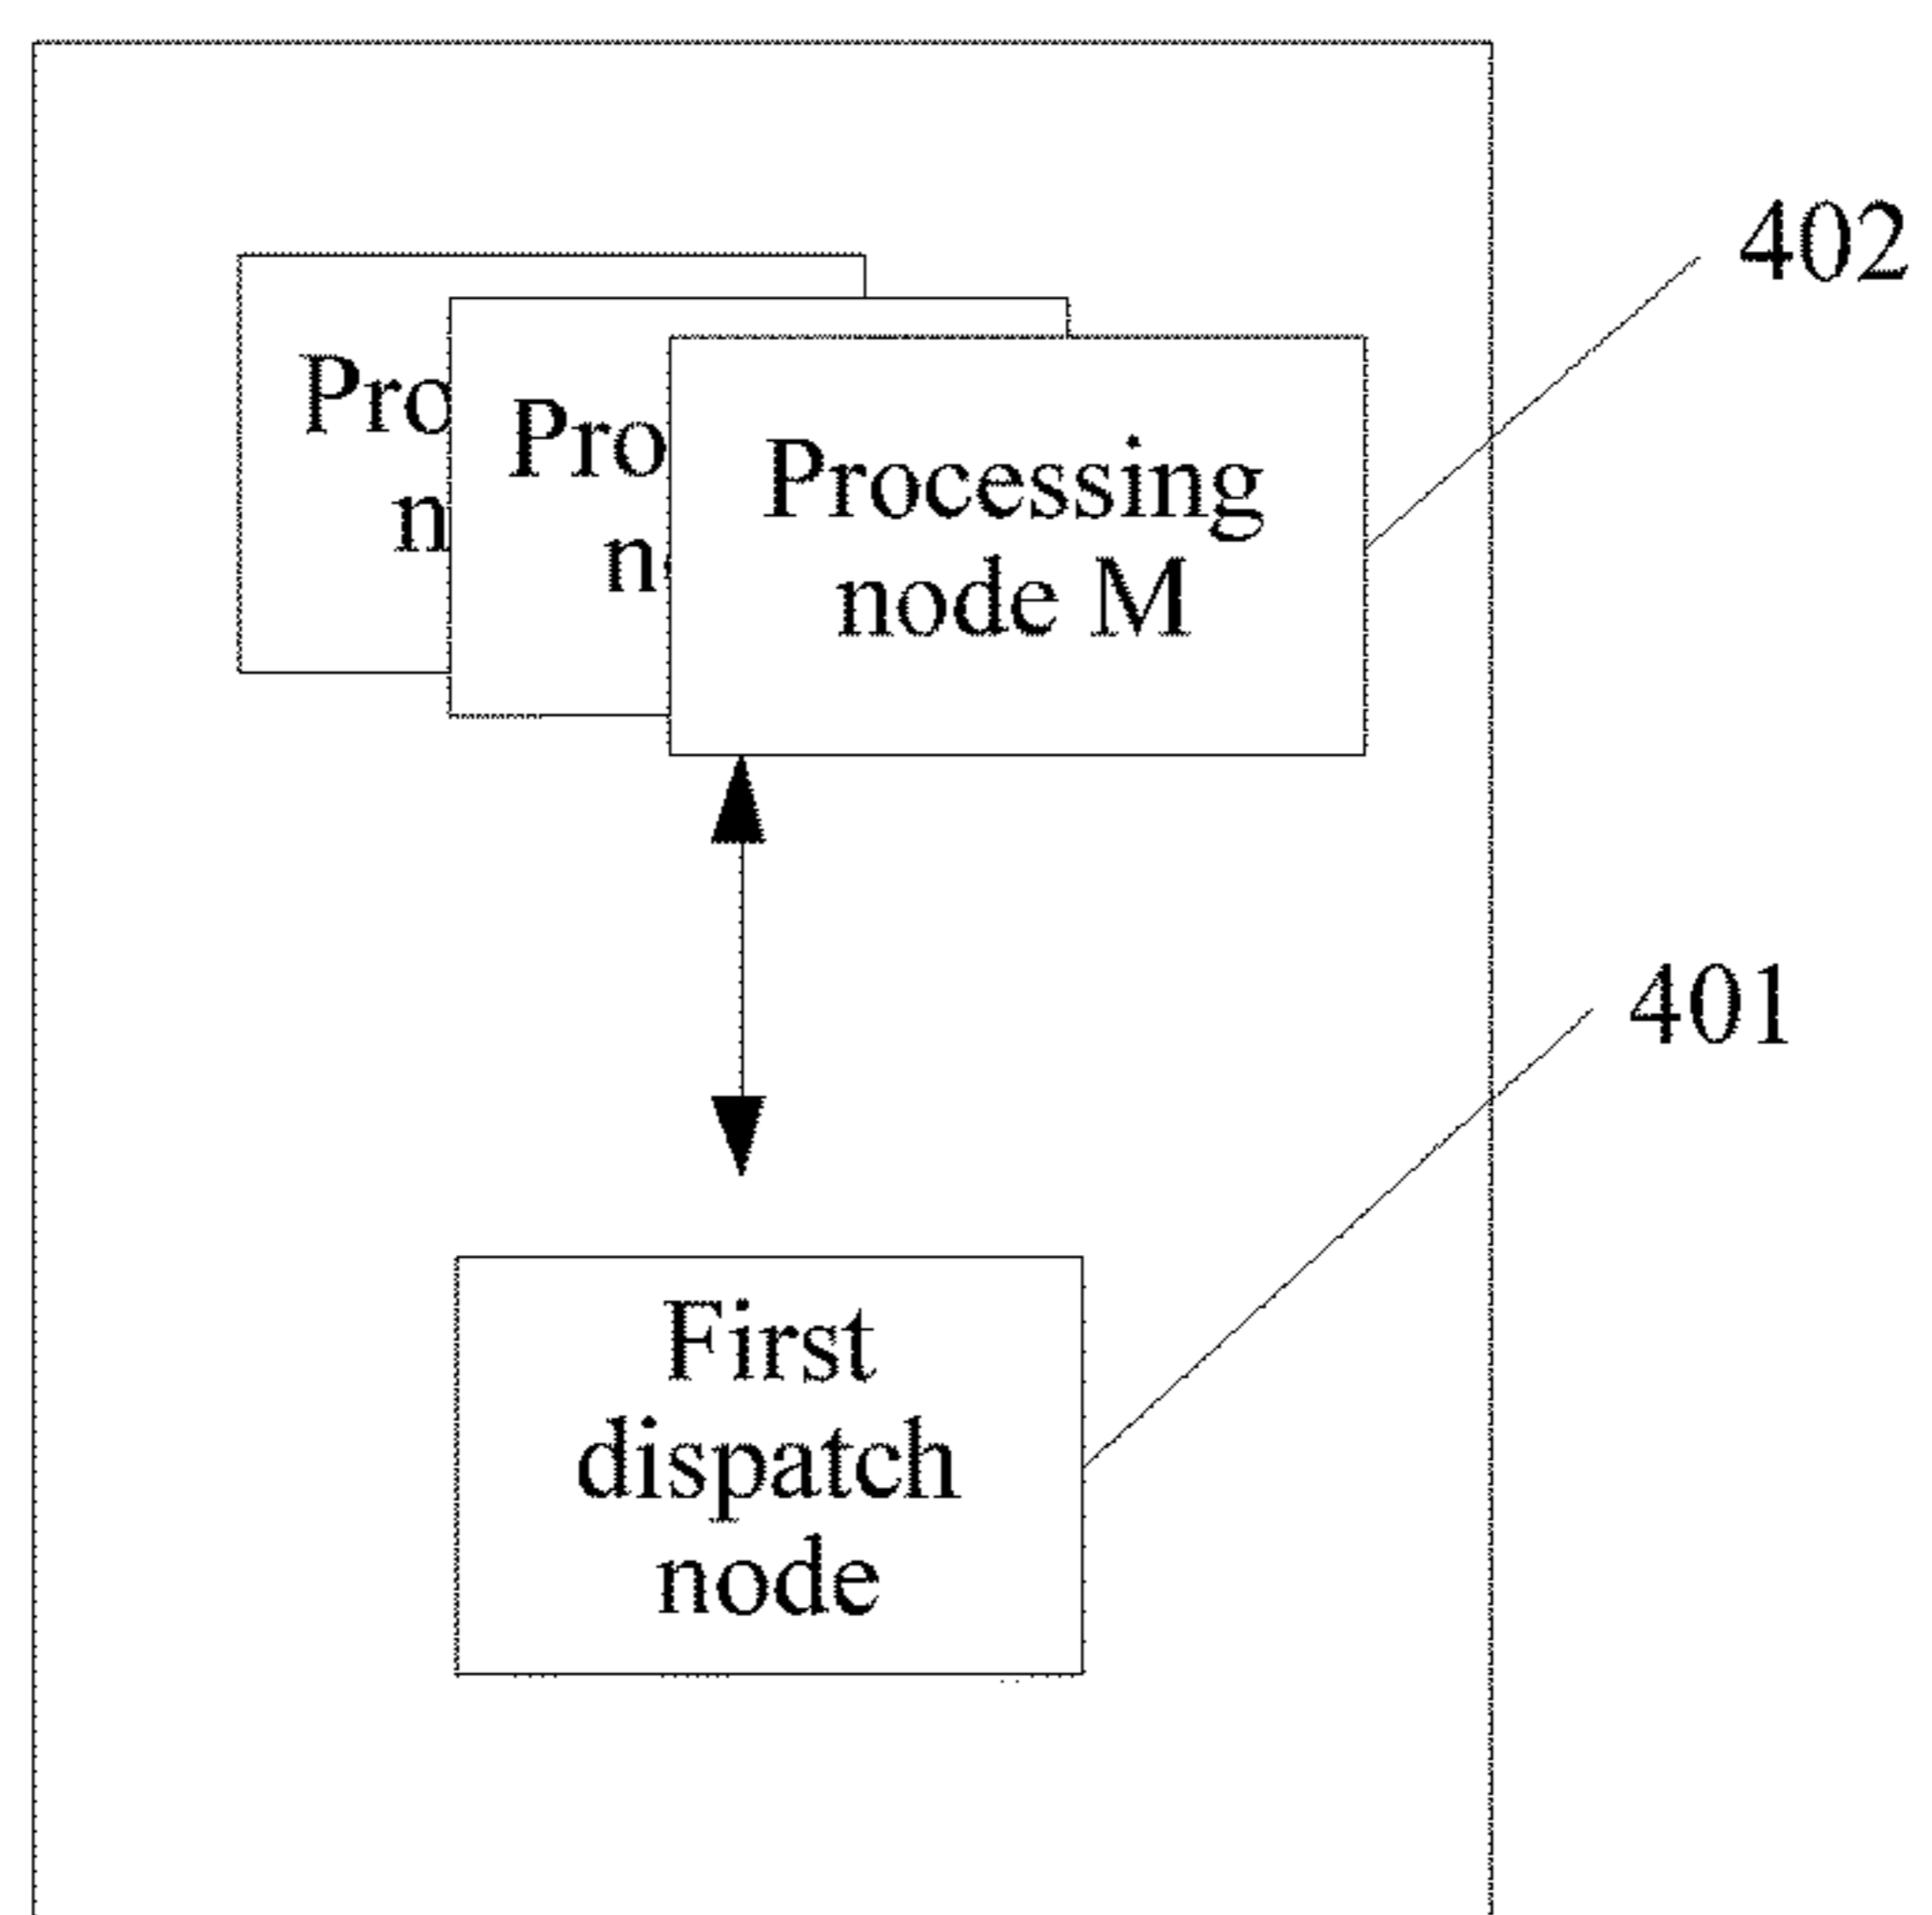 402
Pro
Pro
Processing
n
n
node M
401
First
dispatch
node